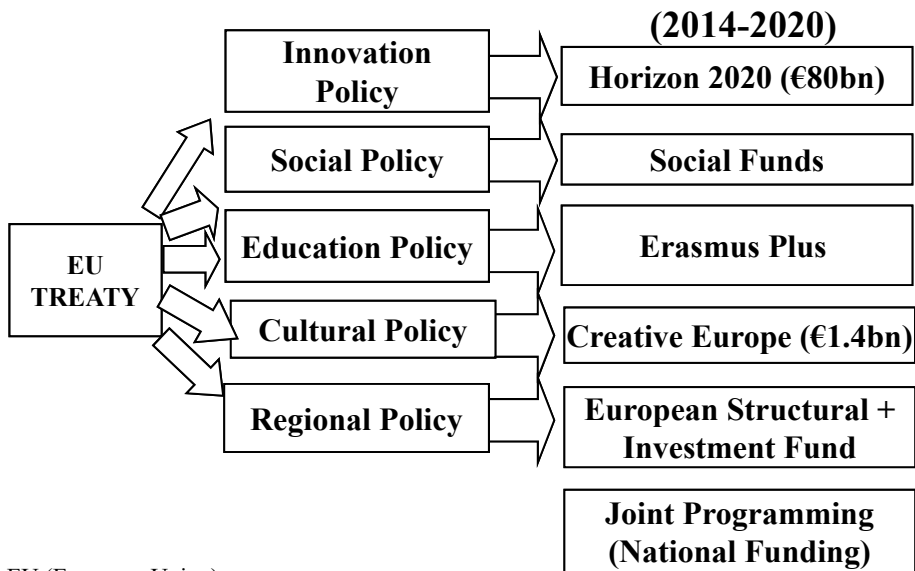 (2014-2020)
Innovation
Policy
Horizon 2020 (€80bn)
Social Policy
Social Funds
EU
TREATY
Education Policy
Erasmus Plus
Cultural Policy
Creative Europe (€1.4bn)
Regional Policy
European Structural +
Investment Fund
Joint Programming
(National Funding)